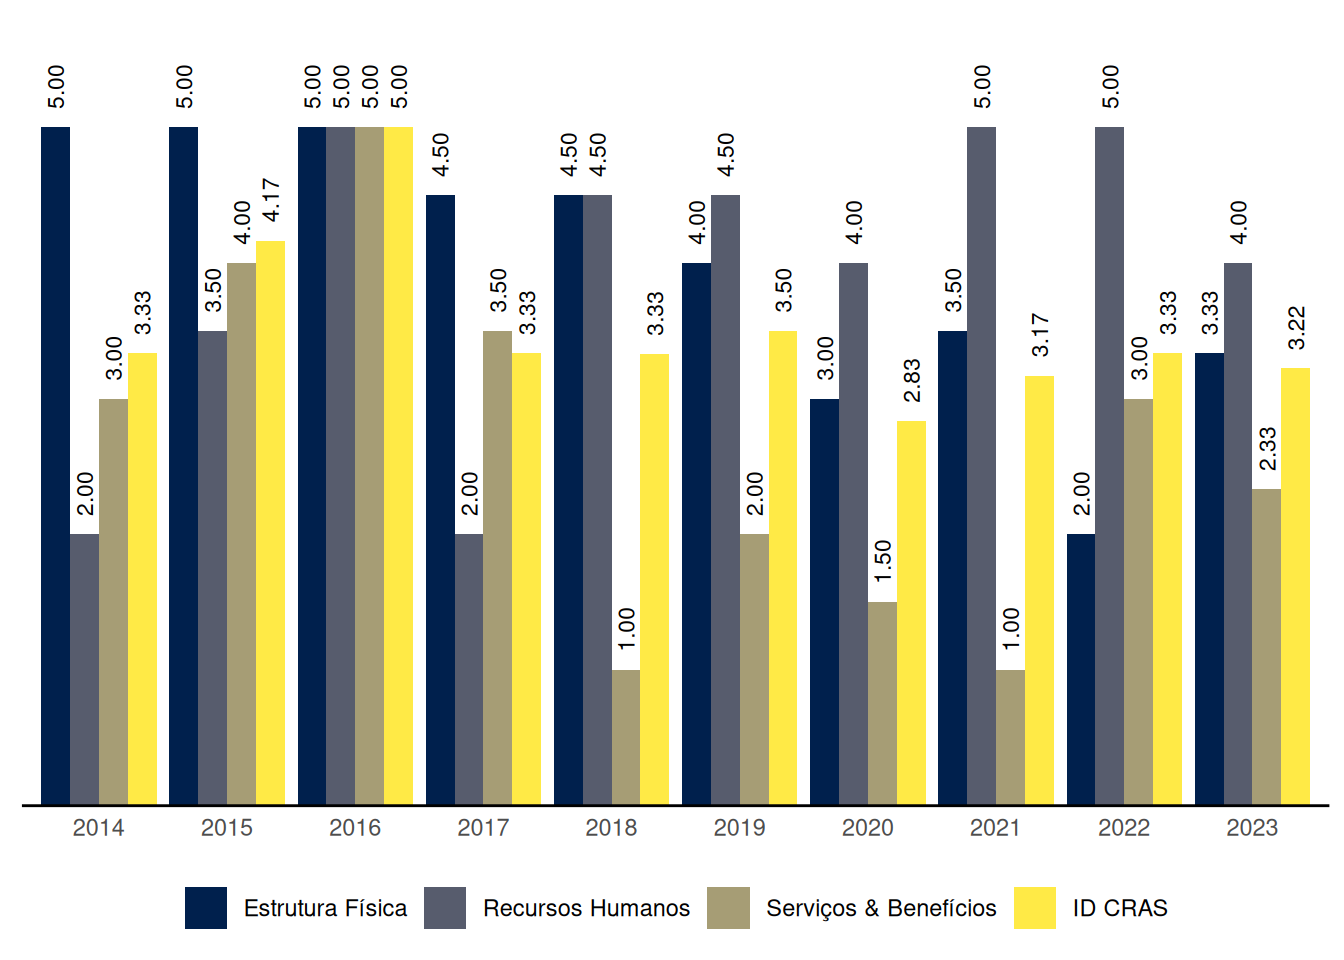 5.00 2.00 3.00 3.33
5.00 3.50 4.00 4.17
5.00 5.00 5.00 5.00
4.50 2.00 3.50 3.33
4.50 4.50 1.00 3.33
4.00 4.50 2.00 3.50
3.00 4.00 1.50 2.83
3.50 5.00 1.00 3.17
2.00 5.00 3.00 3.33
3.33 4.00 2.33 3.22
2014 2015 2016 2017 2018 2019 2020 2021 2022 2023
Estrutura Física Recursos Humanos Serviços & Benefícios ID CRAS